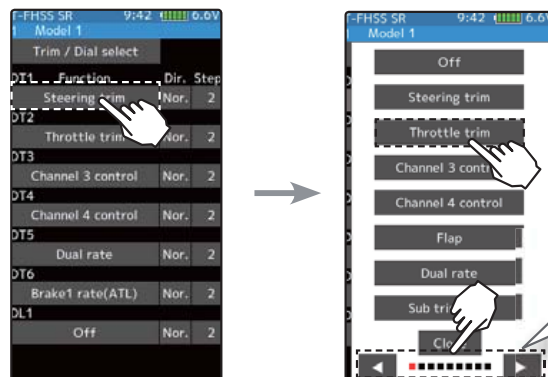 T-FHSS SR 9:42 6.6V
1 Model 1
Trim / Dial select
DT1 Function Dir. Step
Steering trim Nor. 2
DT2
Throttle trim Nor. 2
DT3
Channel 3 control Nor. 2
DT4
Channel 4 control Nor. 2
DT5
Dual rate Nor. 2
DT6
Brake1 rate(ATL) Nor. 2
DL1
Off Nor. 2
T-FHSS SR 9:42 6.6V
Model 1
Off
Steering trim
Throttle trim
Channel 3
Channel 4 control
Flap
Dual rate
Sub